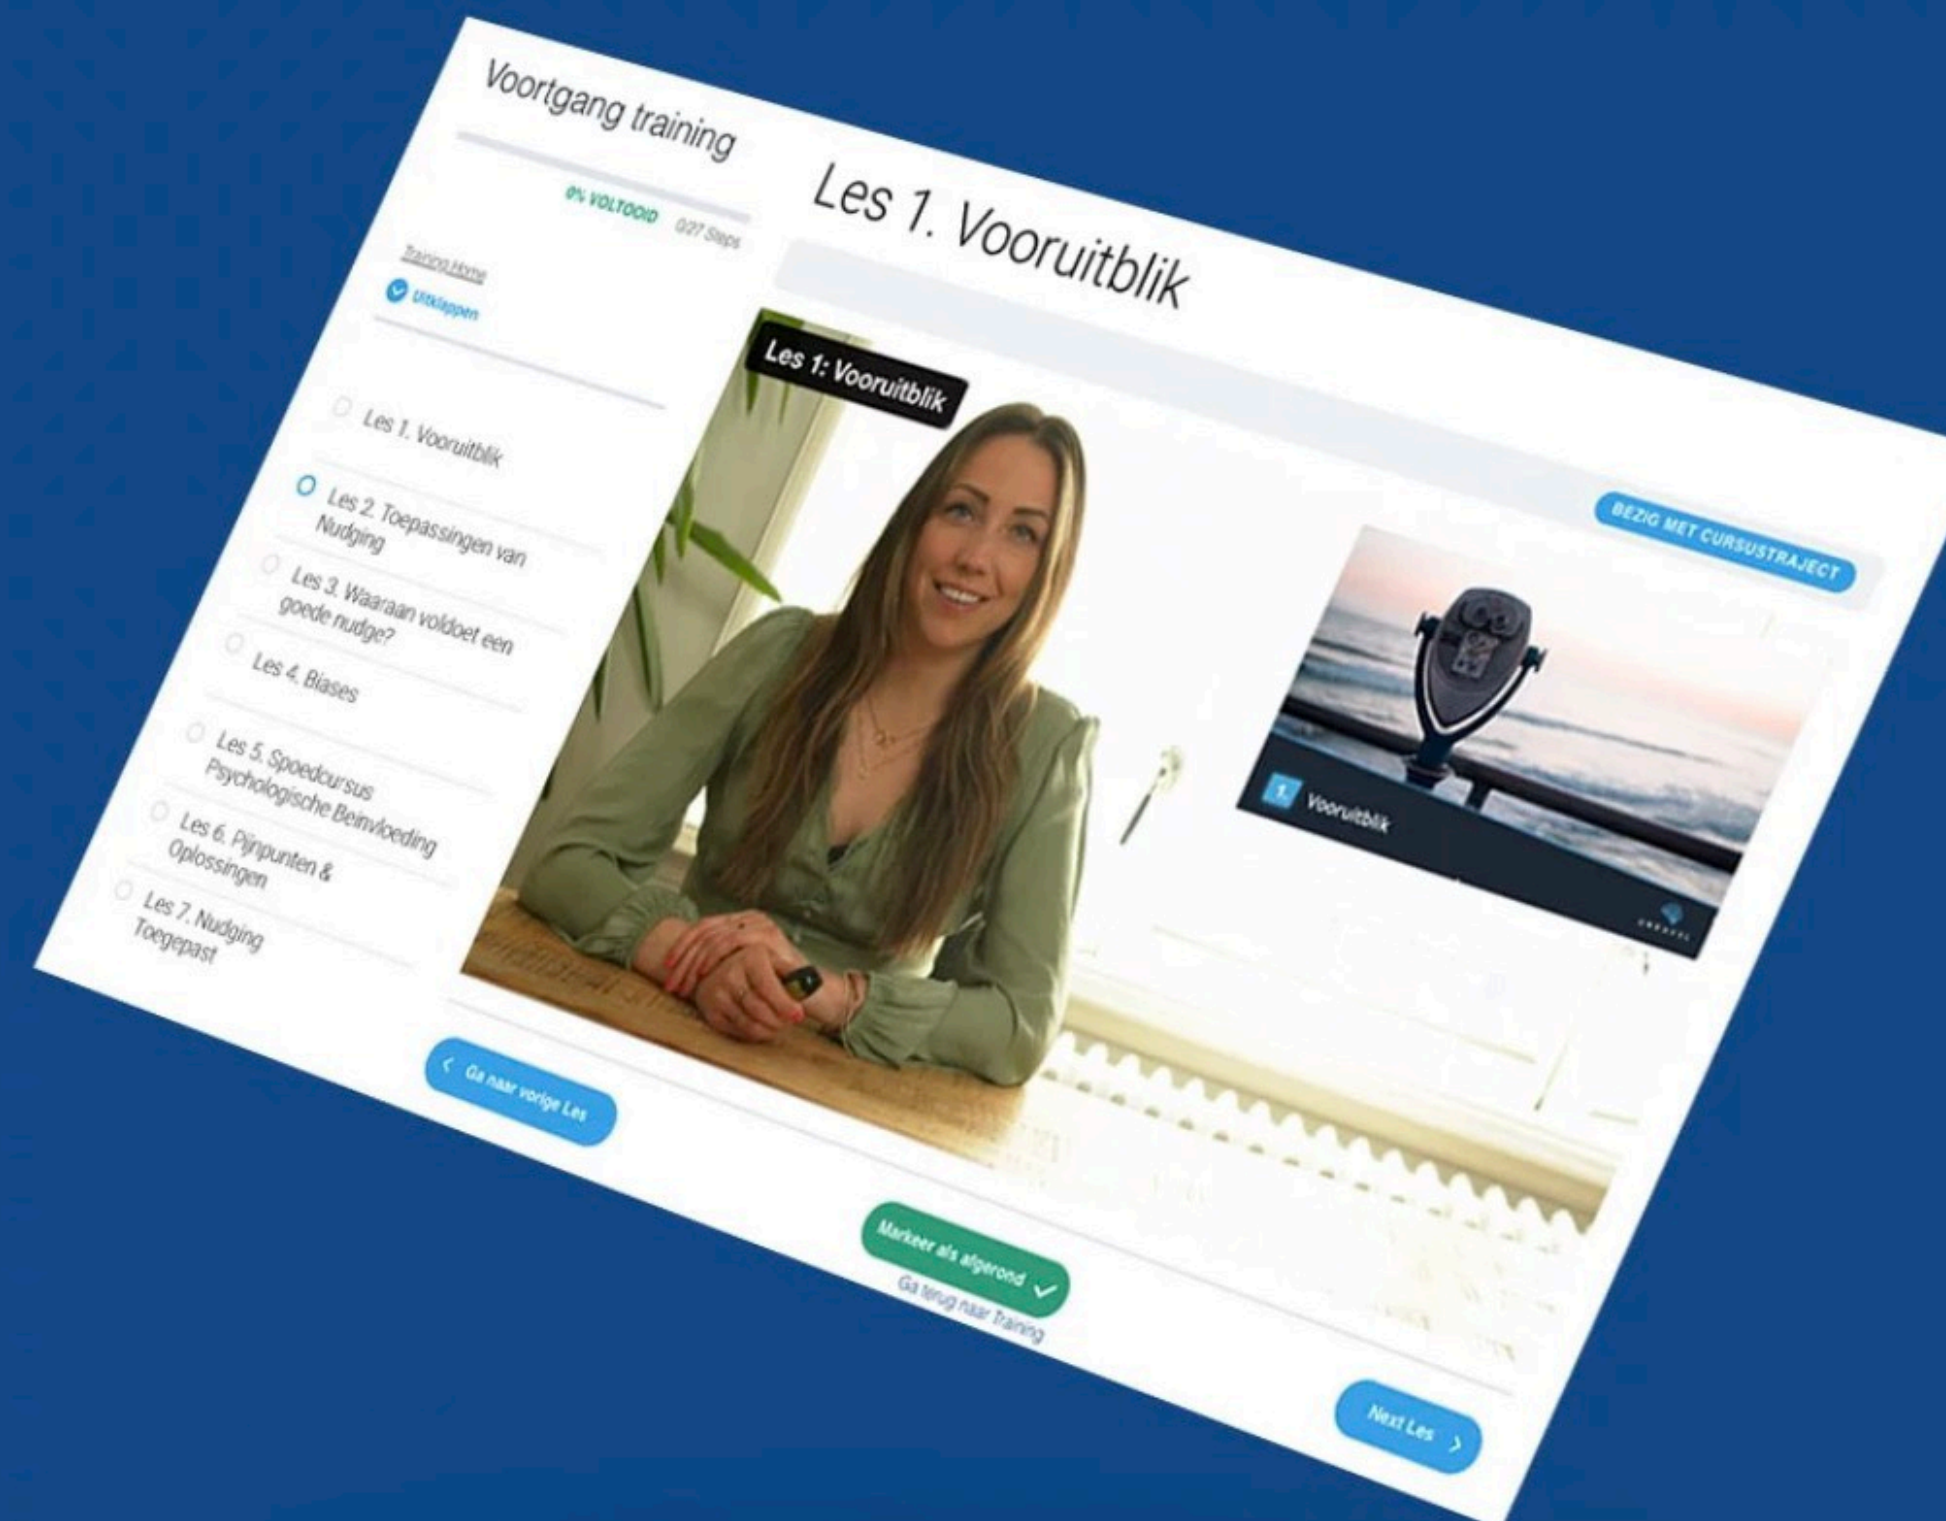 Voortgang training
0% VOLTOOID 0/27 Steps
Training Home
Uitklappen
Les 1. Vooruitblik
Les 2. Toepassingen van
Nudging
Les 3. Waaraan voldoet een
goede nudge?
Les 4. Biases
Les 5. Spoedcursus
Psychologische Beïnvloeding
Les 6. Pijnpunten &
Oplossingen
Les 7. Nudging
Toegepast
Les 1. Vooruitblik
BEZIG MET CURSUSTRAJECT
Les 1: Vooruitblik
1. Vooruitblik
Ga naar vorige Les
Markeer als afgerond
Ga terug naar Training
Next Les